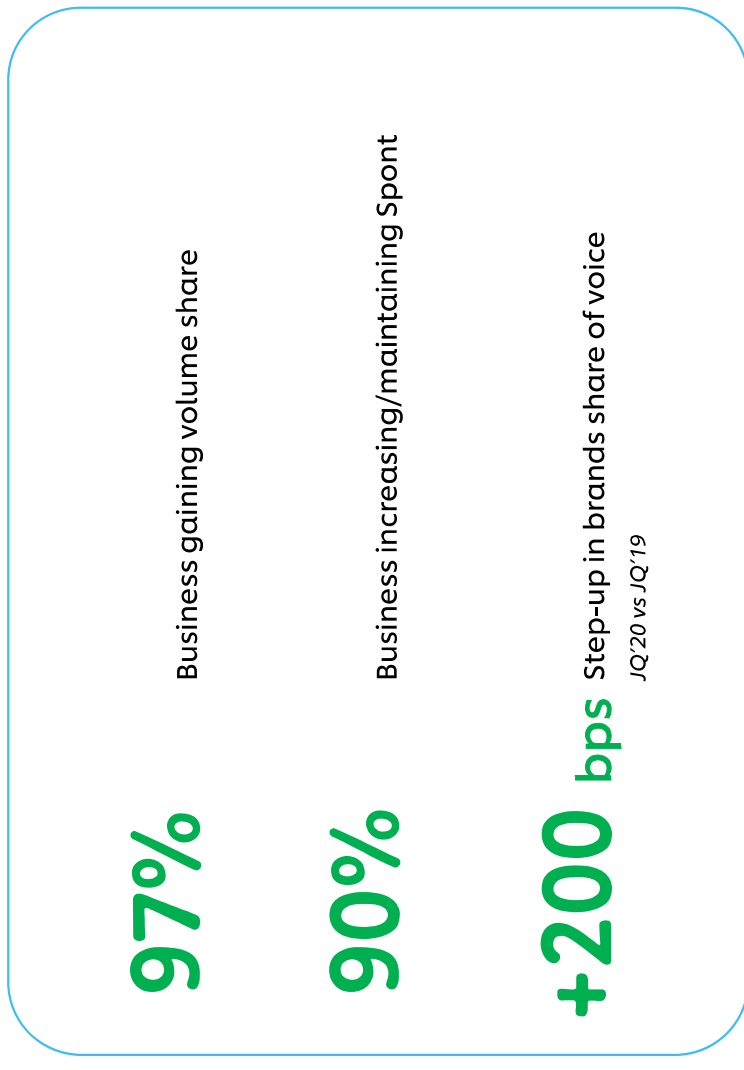 97% Business gaining volume share
90% Business increasing/maintaining Spont
+200 bps Step-up in brands share of voice
JQ'20 vs JQ'19